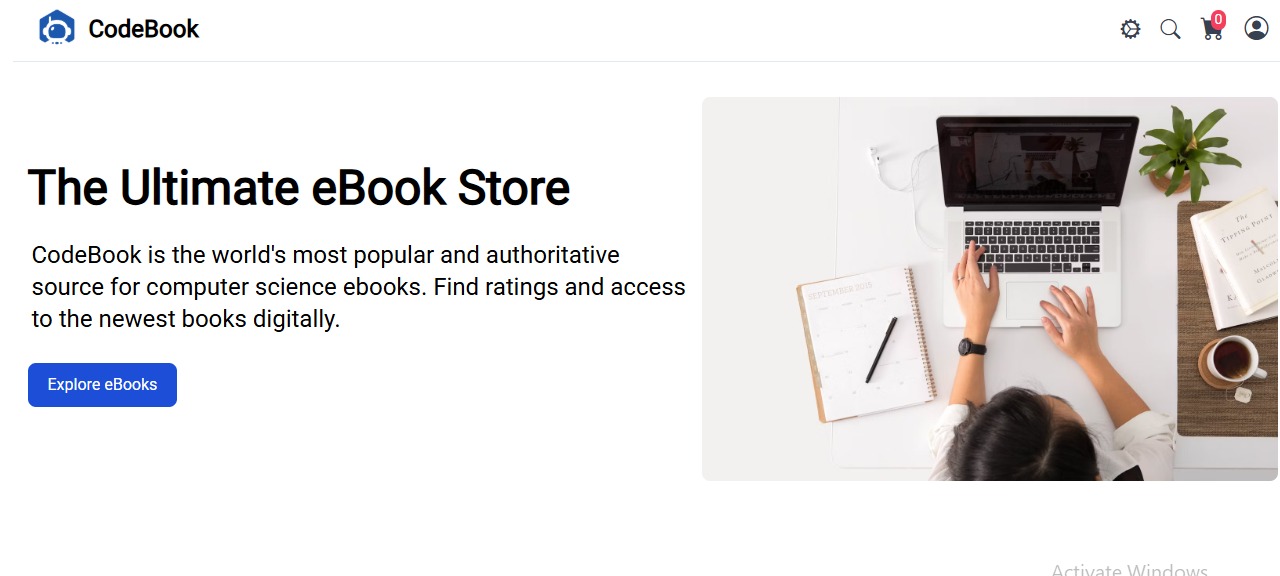 CodeBook
0
The Ultimate eBook Store
CodeBook is the world's most popular and authoritative
source for computer science ebooks. Find ratings and access
to the newest books digitally.
Explore eBooks
SEPTEMBER 2015
The
TIPPING POINT
Activate Windows